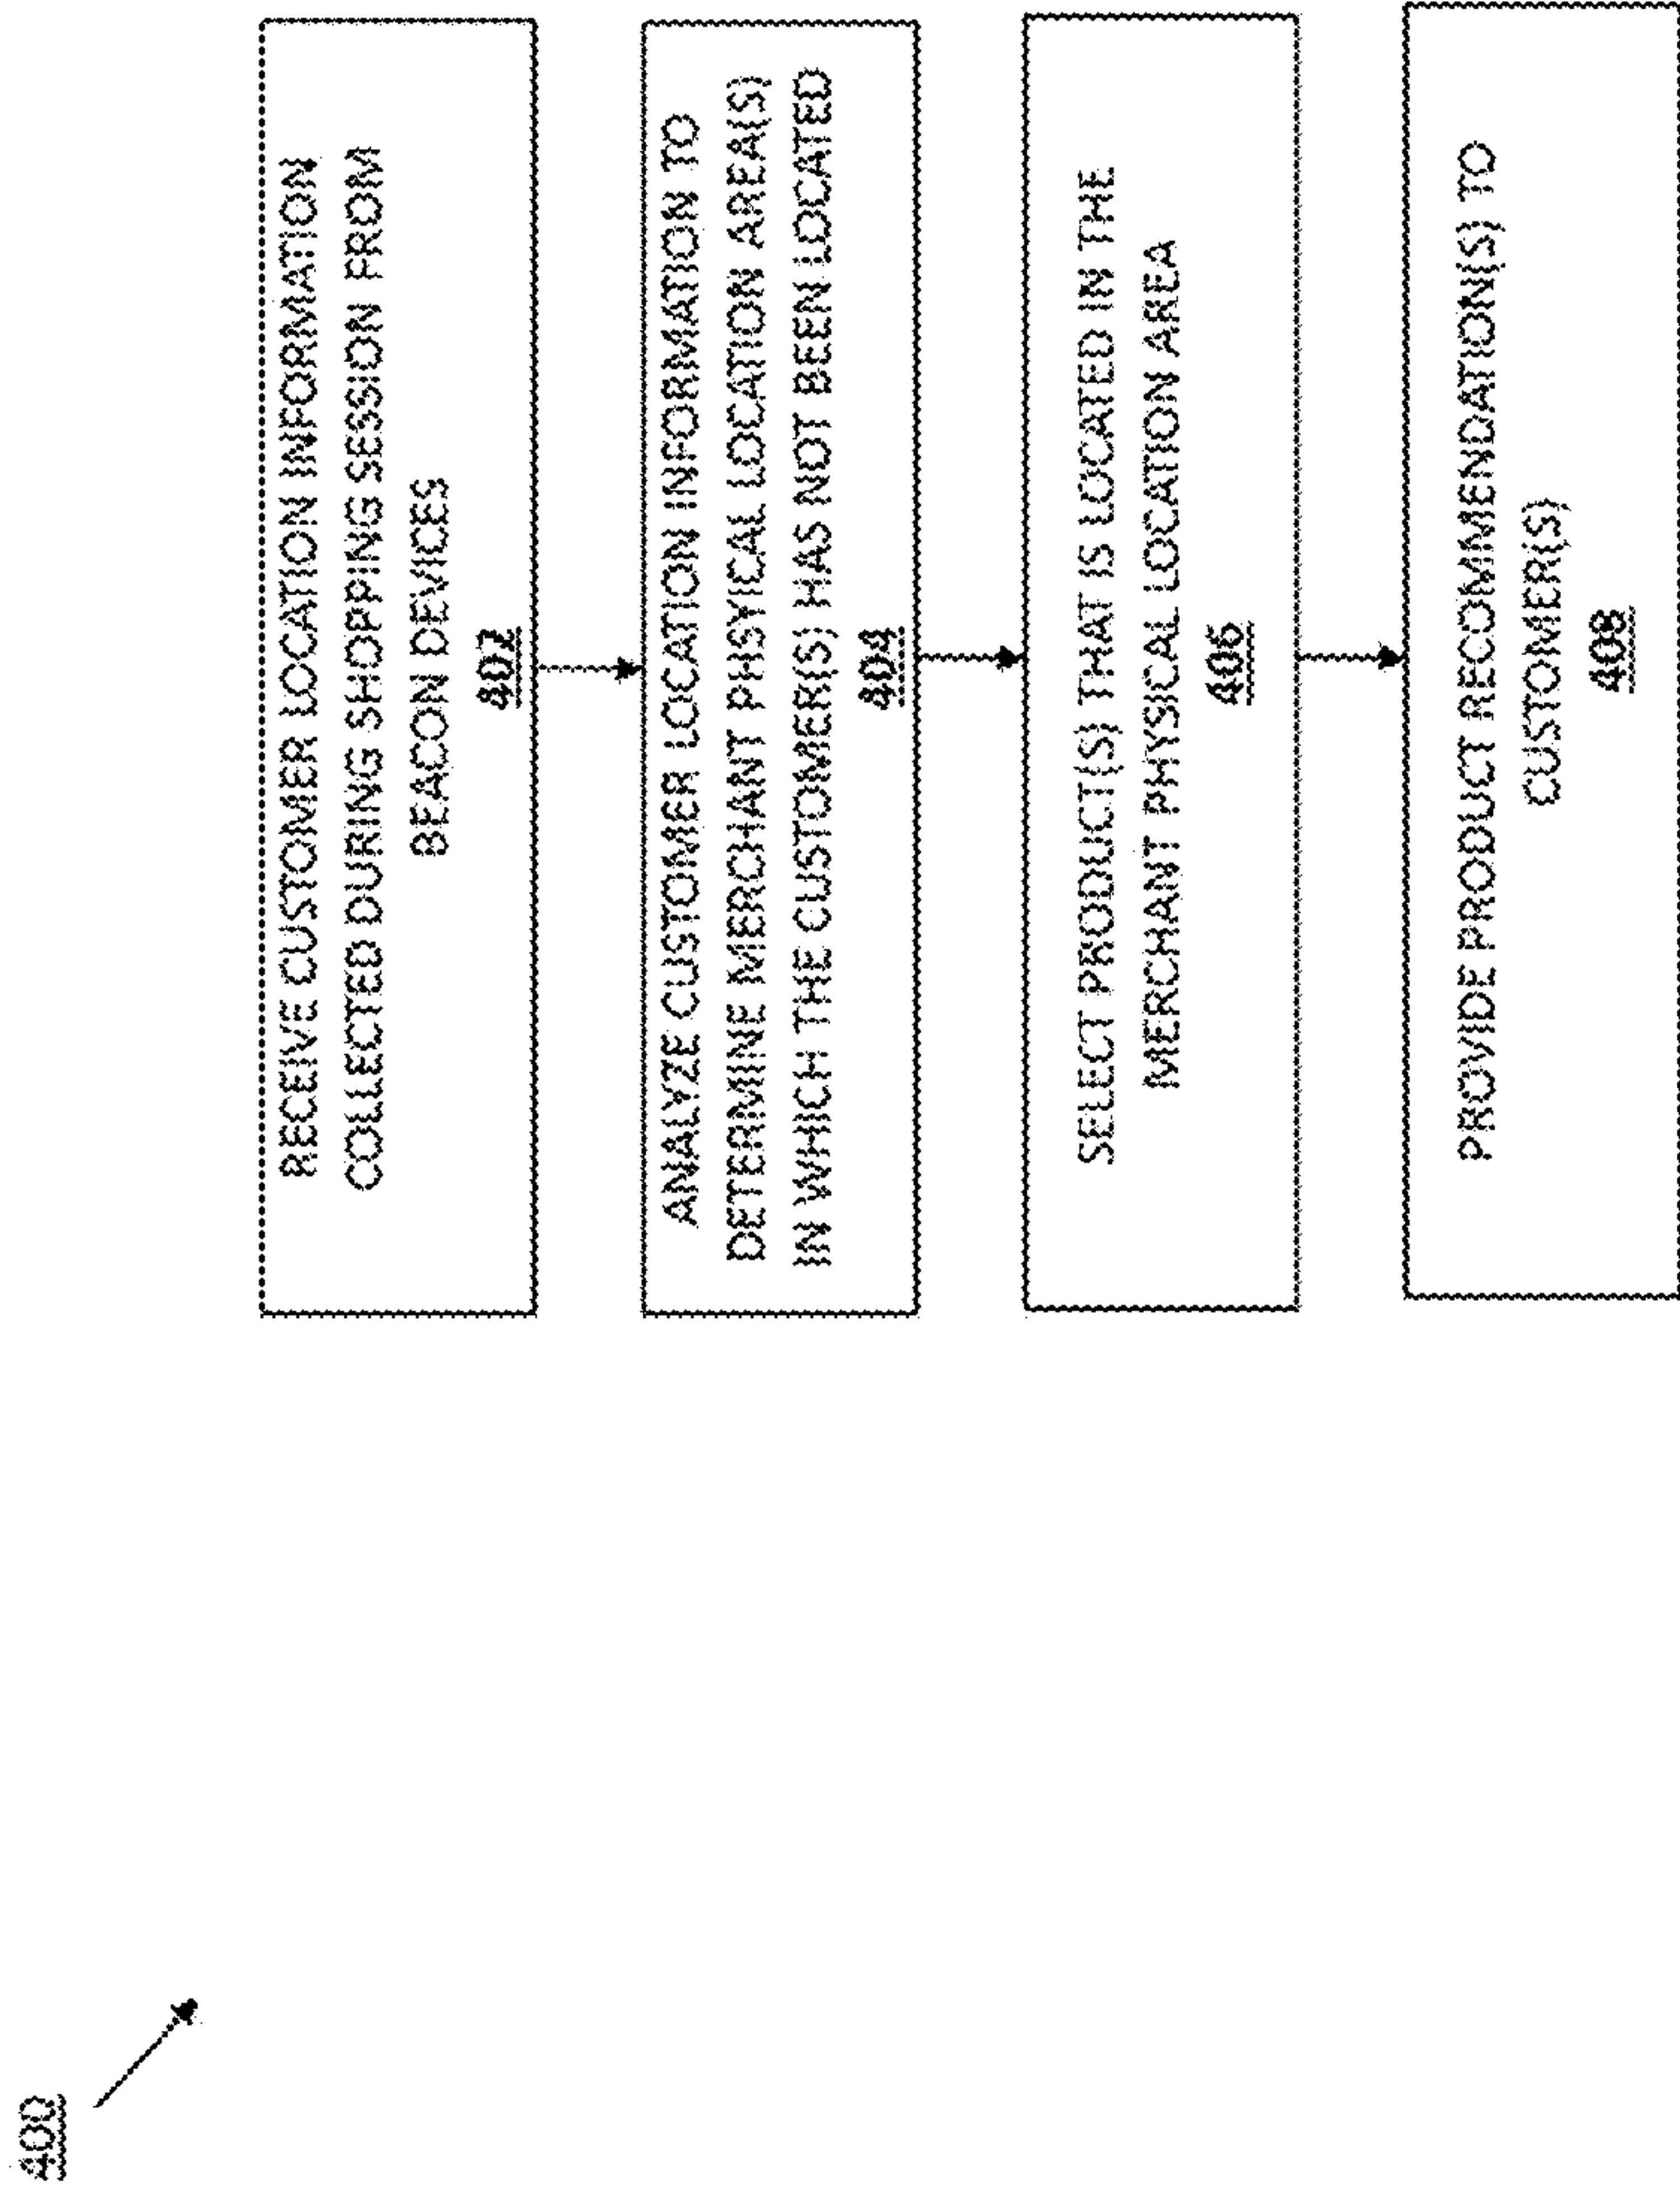 400
RECEIVE CUSTOMER LOCATION INFORMATION
COLLECTED DURING SHOPPING SESSION FROM
BEACON DEVICES
402
ANALYZE CUSTOMER LOCATION INFORMATION TO
DETERMINE MERCHANT PHSYICAL LOCATION AREA(S)
IN WHICH THE CUSTOMER(S) HAS NOT BEEN LOCATED
404
SELECT PRODUCT(S) THAT IS LOCATED IN THE
MERCHANT PHYSICAL LOCATION AREA
406
PROVIDE PRODUCT RECOMMENDATION(S) TO
CUSTOMER(S)
408